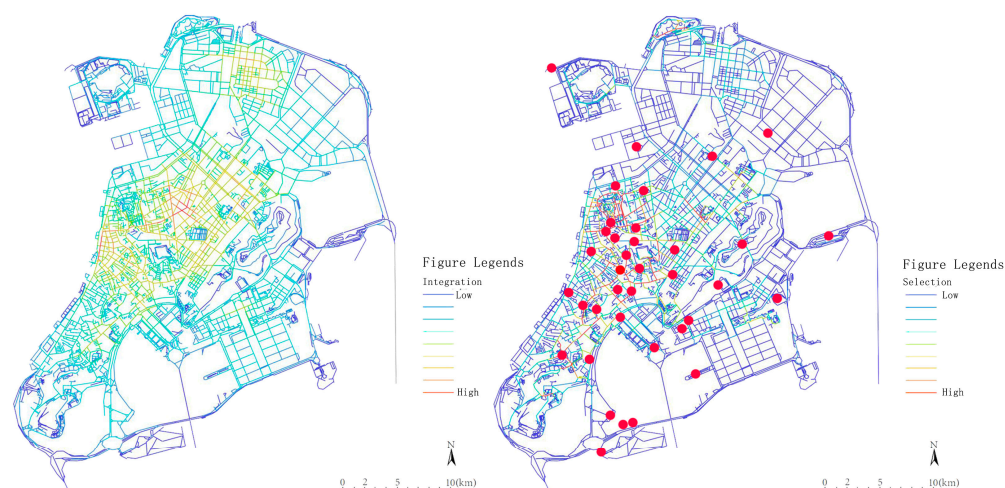 Figure Legends
Integration
Low
High
N
0 2 5 10(km)
Figure Legends
Selection
Low
High
N
0 2 5 10(km)